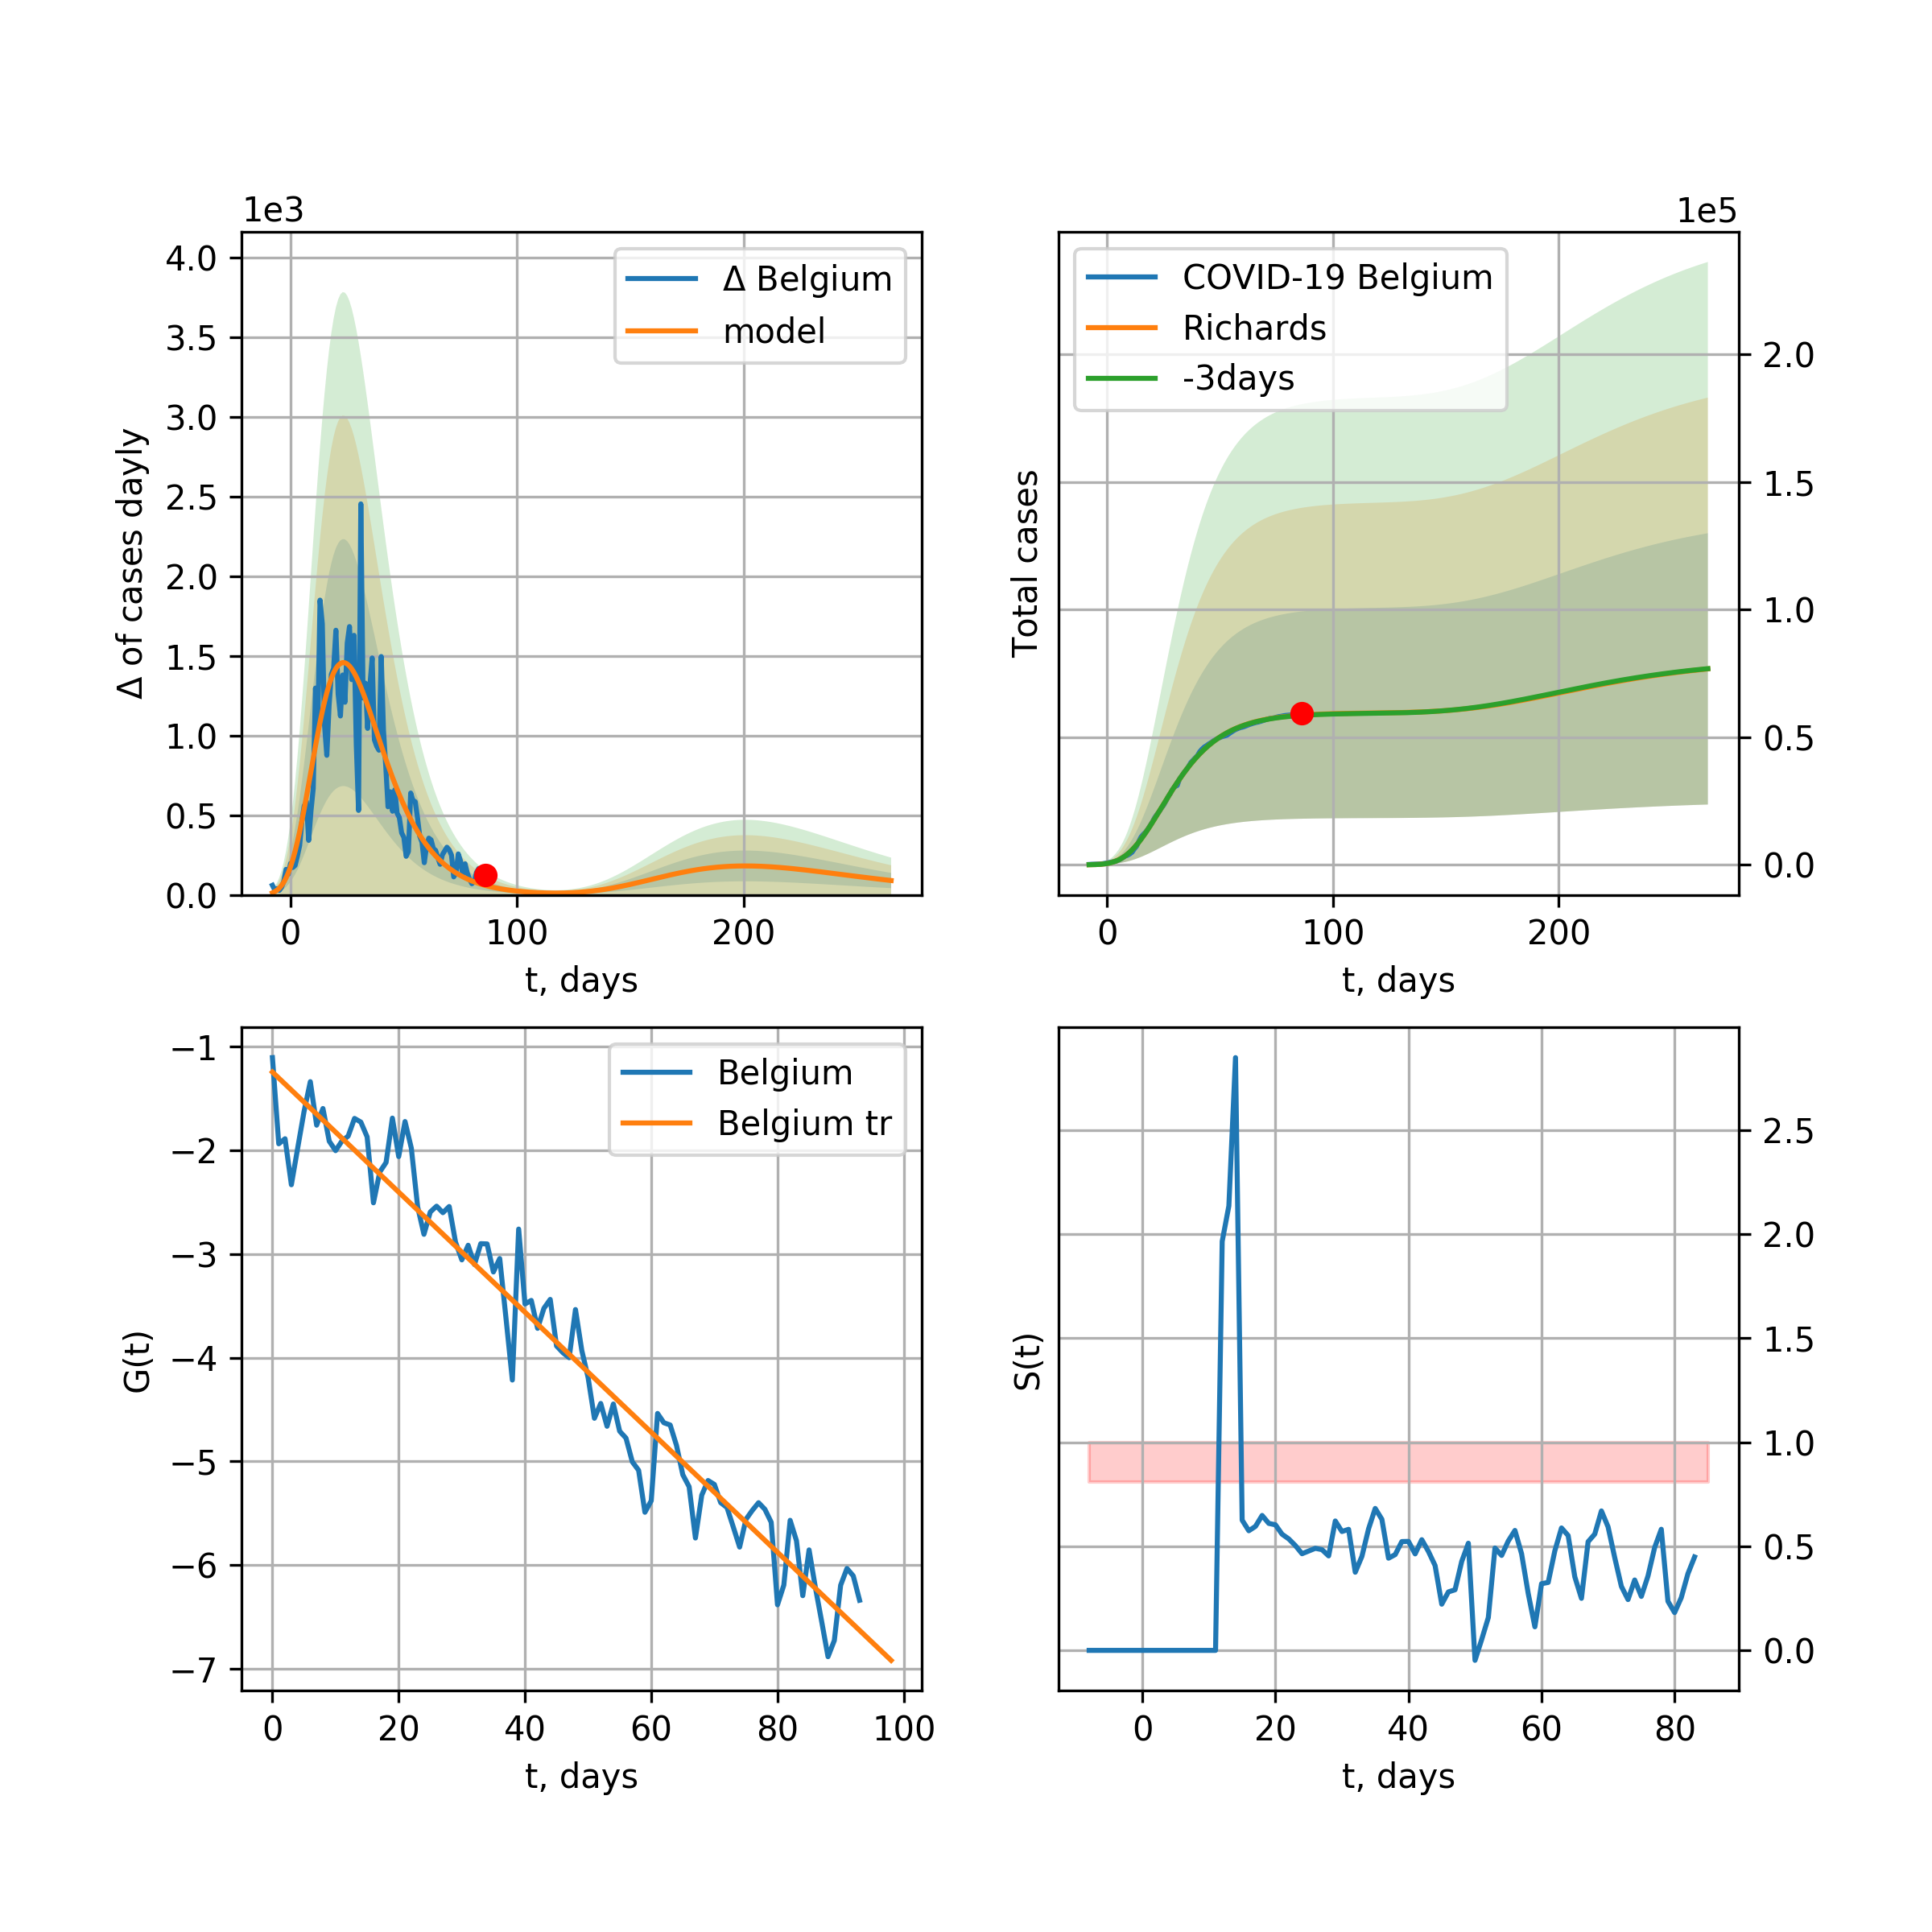 1e3
4.0
3.5
3.0
2.5
2.0
1.5
1.0
0.5
0.0
Δ of cases dayly
Δ Belgium
model
0 100 200
t, days
1e5
COVID-19 Belgium
Richards
-3days
Total cases
2.0
1.5
1.0
0.5
0.0
0 100 200
t, days
−1
−2
−3
−4
−5
−6
−7
G(t)
Belgium
Belgium tr
0 20 40 60 80 100
t, days
S(t)
2.5
2.0
1.5
1.0
0.5
0.0
0 20 40 60 80
t, days